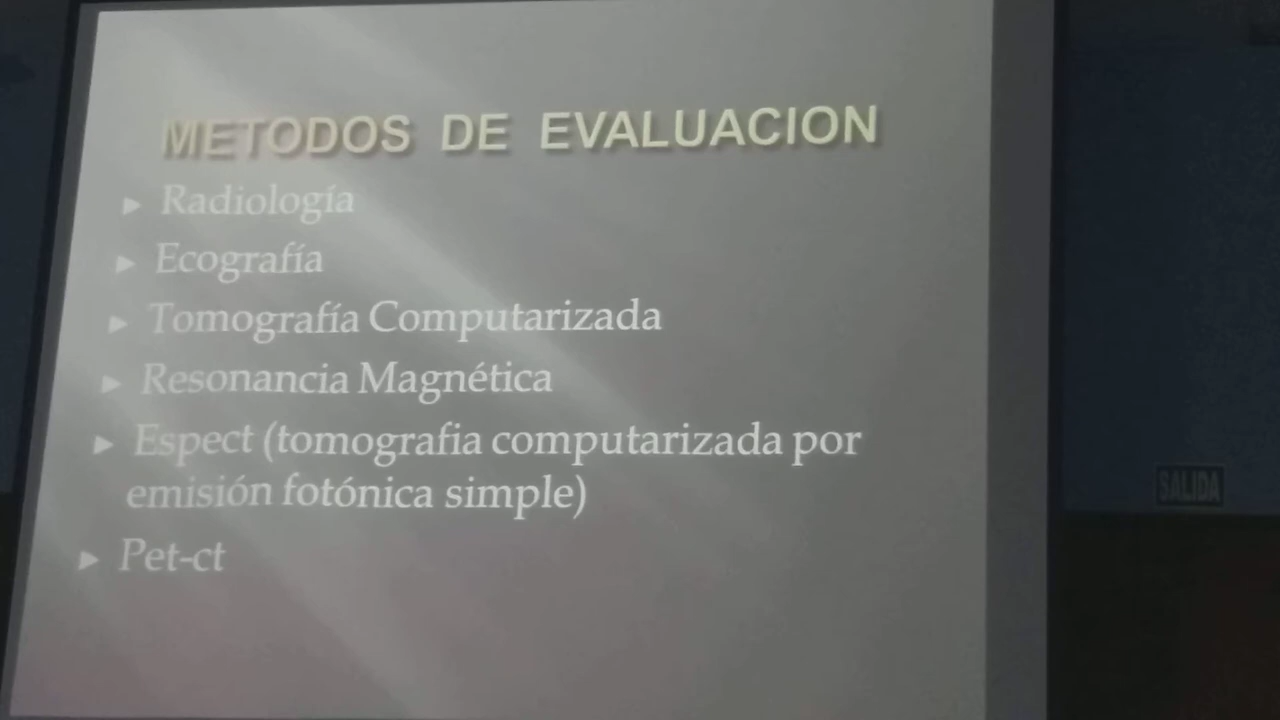 METODOS DE EVALUACION
▸ Radiología
▸ Ecografía
▸ Tomografía Computarizada
▸ Resonancia Magnética
▸ Espect (tomografia computarizada por
emisión fotónica simple)
▸ Pet-ct
SALIDA